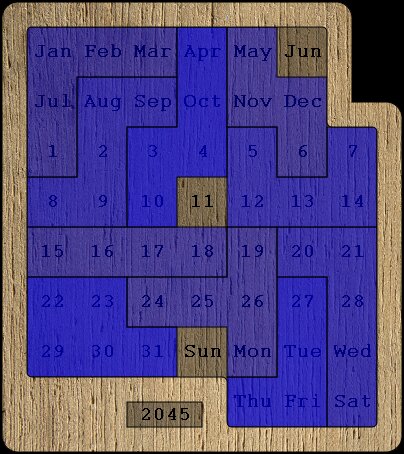 Jan Feb Mar Apr May Jun
Jul Aug Sep Oct Nov Dec
1 2 3 4 5 6 7
8 9 10 11 12 13 14
15 16 17 18 19 20 21
22 23 24 25 26 27 28
29 30 31 Sun Mon Tue Wed
2045 Thu Fri Sat